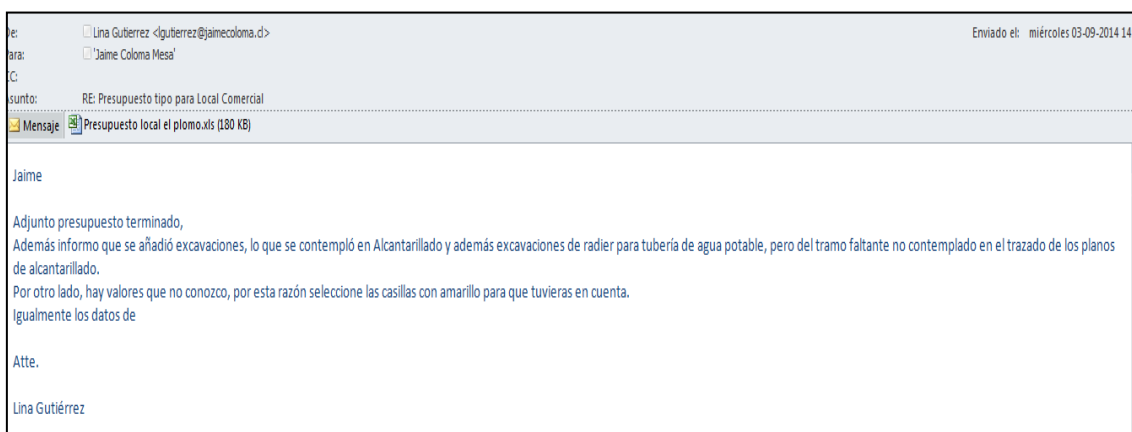 De: Lina Gutierrez <lgutierrez@jaimecoloma.cl> Enviado el: miércoles 03-09-2014 14
Para: 'Jaime Coloma Mesa'
CC:
Asunto: RE: Presupuesto tipo para Local Comercial
Mensaje Presupuesto local el plomo.xls (180 KB)
Jaime
Adjunto presupuesto terminado,
Además informo que se añadió excavaciones, lo que se contempló en Alcantarillado y además excavaciones de radier para tubería de agua potable, pero del tramo faltante no contemplado en el trazado de los planos
de alcantarillado.
Por otro lado, hay valores que no conozco, por esta razón seleccione las casillas con amarillo para que tuvieras en cuenta.
Igualmente los datos de
Atte.
Lina Gutiérrez